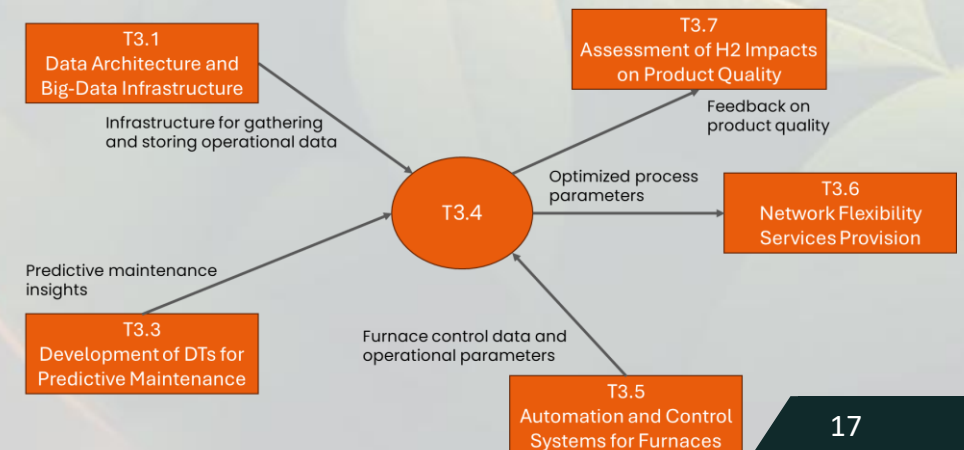 T3.1
Data Architecture and
Big-Data Infrastructure
T3.7
Assessment of H2 Impacts
on Product Quality
Infrastructure for gathering
and storing operational data
Feedback on
product quality
T3.4
Optimized process
parameters
T3.6
Network Flexibility
Services Provision
Predictive maintenance
insights
T3.3
Development of DTs for
Predictive Maintenance
Furnace control data and
operational parameters
T3.5
Automation and Control
Systems for Furnaces
17